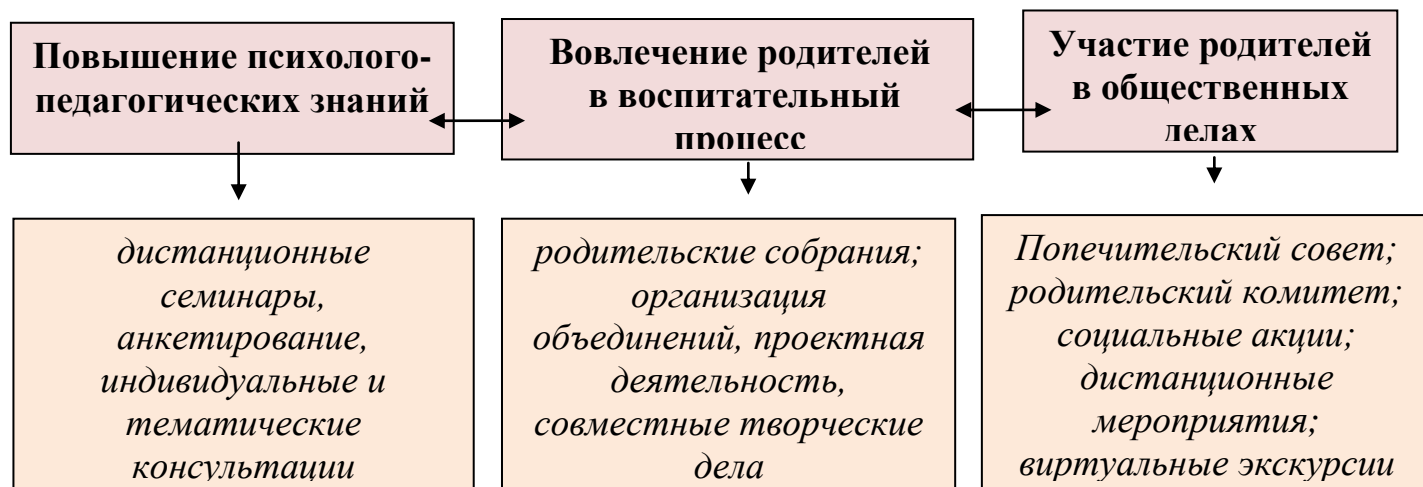 Повышение психолого-
педагогических знаний
Вовлечение родителей
в воспитательный
процесс
Участие родителей
в общественных
делах
дистанционные
семинары,
анкетирование,
индивидуальные и
тематические
консультации
родительские собрания;
организация
объединений, проектная
деятельность,
совместные творческие
дела
Попечительский совет;
родительский комитет;
социальные акции;
дистанционные
мероприятия;
виртуальные экскурсии